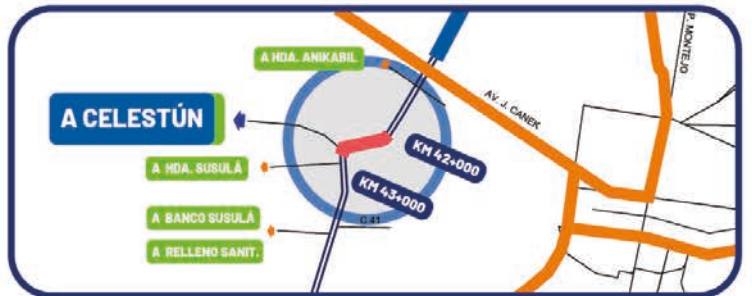 P. MONTEJO
A HDA. ANIKABIL
AV. J. CANEK
A CELESTÚN
KM 42+000
A HDA. SUSULÁ
KM 43+000
A BANCO SUSULÁ
C.41
A RELLENO SANIT.